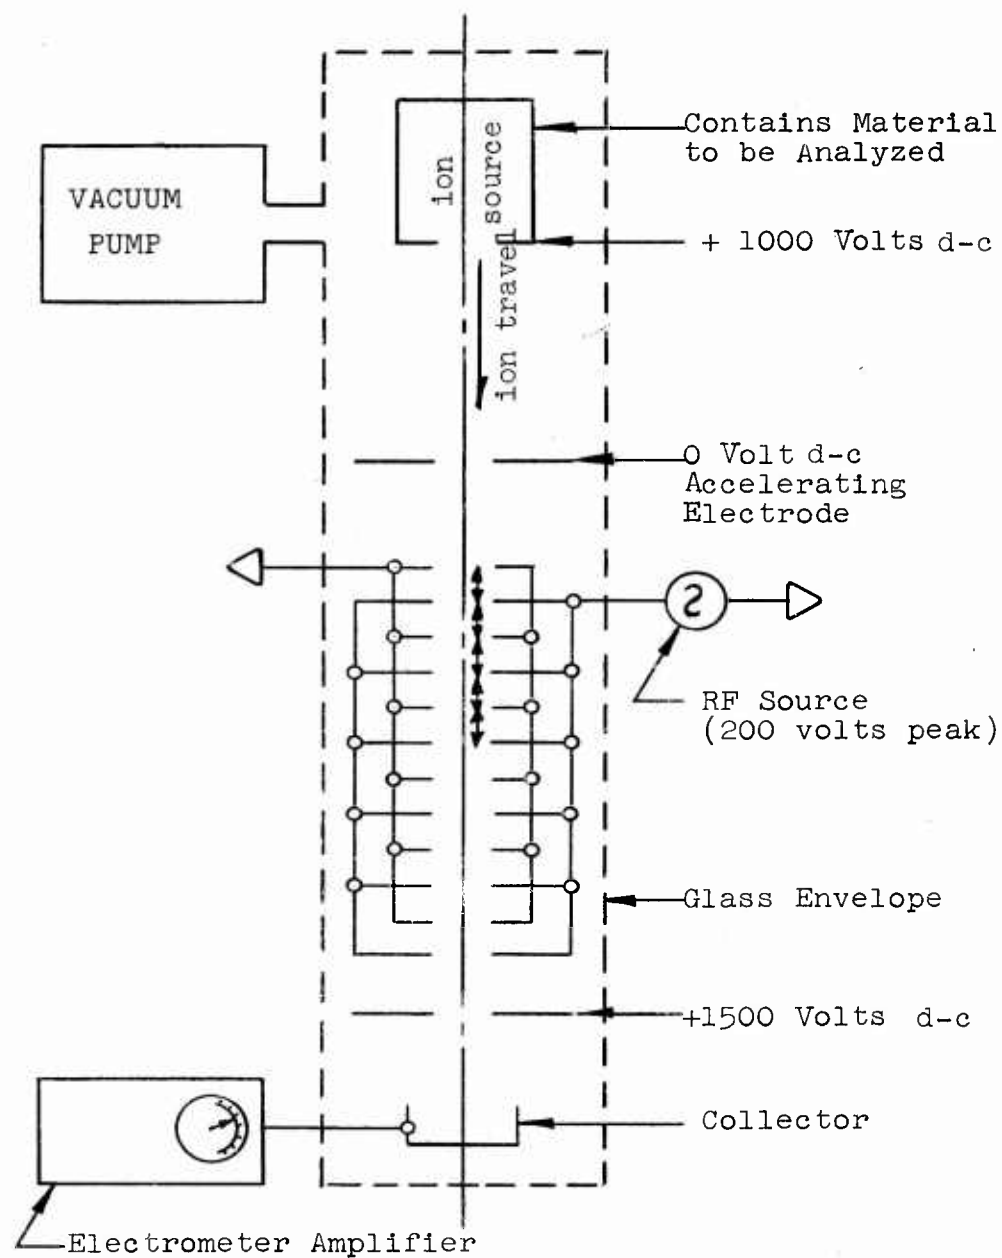 Contains Material
to be Analyzed
VACUUM
PUMP
ion
source
+ 1000 Volts d-c
ion travel
0 Volt d-c
Accelerating
Electrode
RF Source
(200 volts peak)
Glass Envelope
+1500 Volts d-c
Collector
Electrometer Amplifier